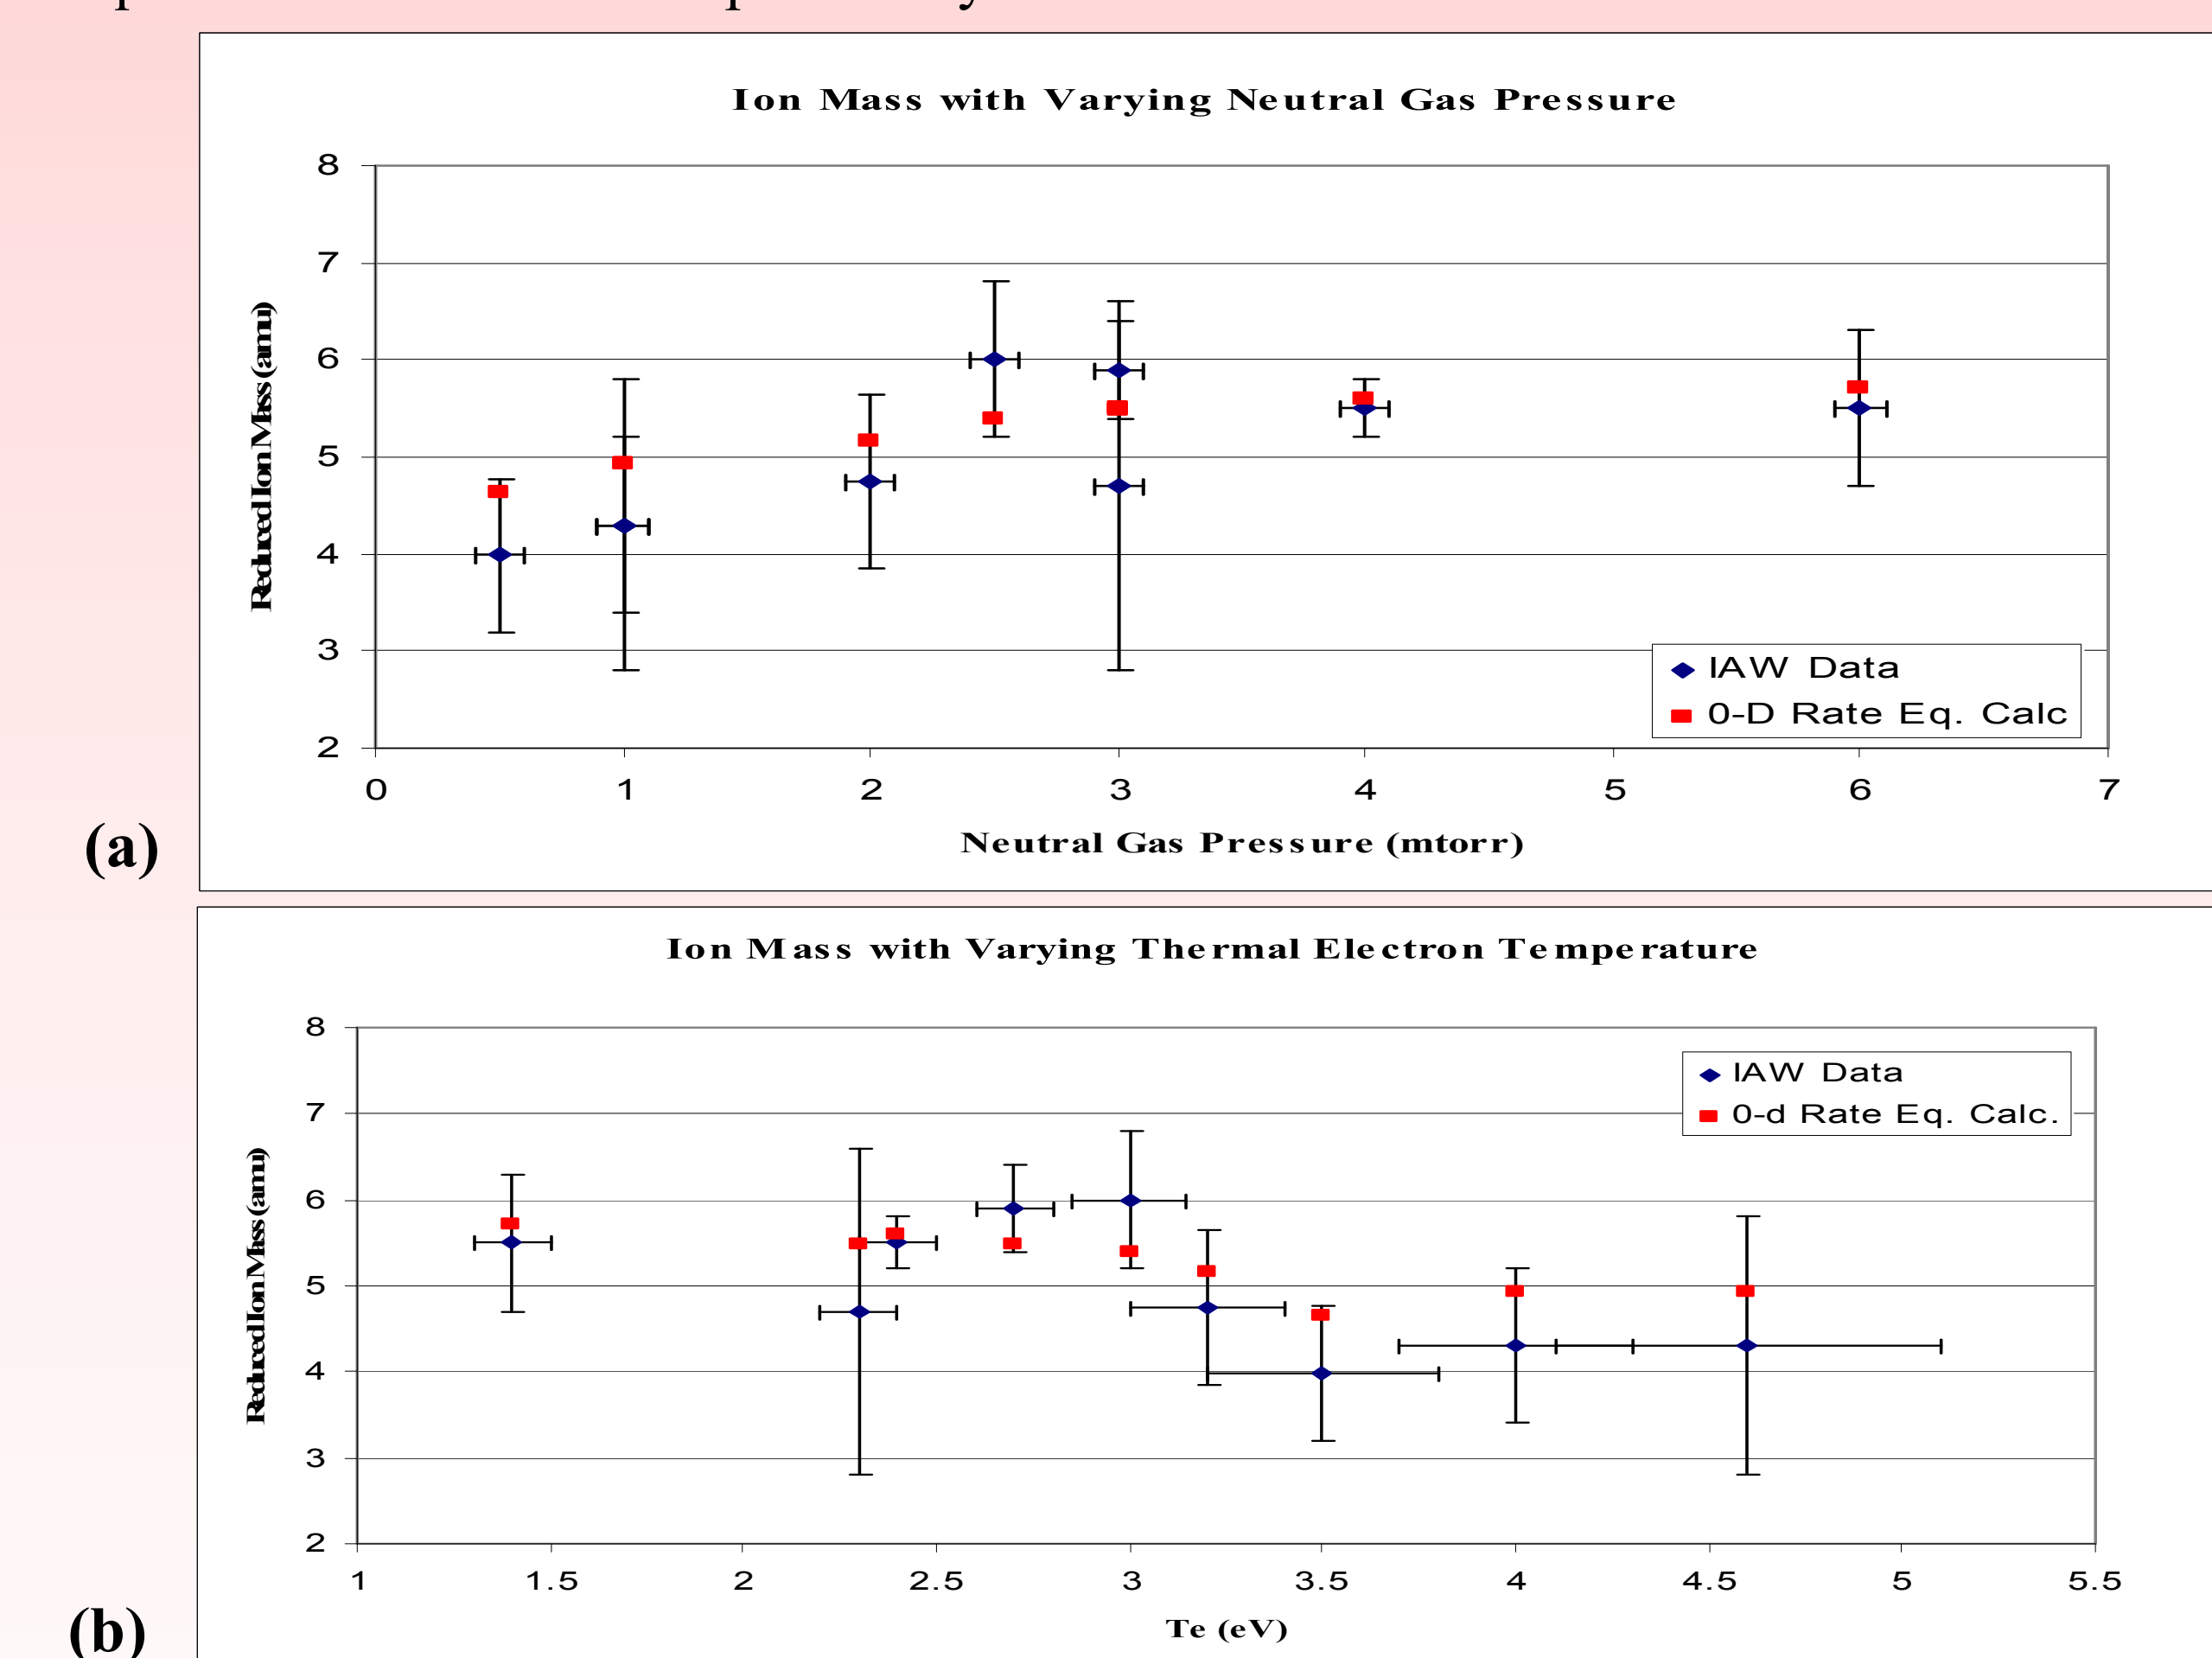 Ion Mass with Varying Neutral Gas Pressure
8
7
6
5
4
3
2
Reduced Ion Mass (amu)
IAW Data
0-D Rate Eq. Calc
0 1 2 3 4 5 6 7
Neutral Gas Pressure (mtorr)
(a)
Ion Mass with Varying Thermal Electron Temperature
8
7
6
5
4
3
2
Reduced Ion Mass (amu)
IAW Data
0-d Rate Eq. Calc.
1 1.5 2 2.5 3 3.5 4 4.5 5 5.5
Te (eV)
(b)